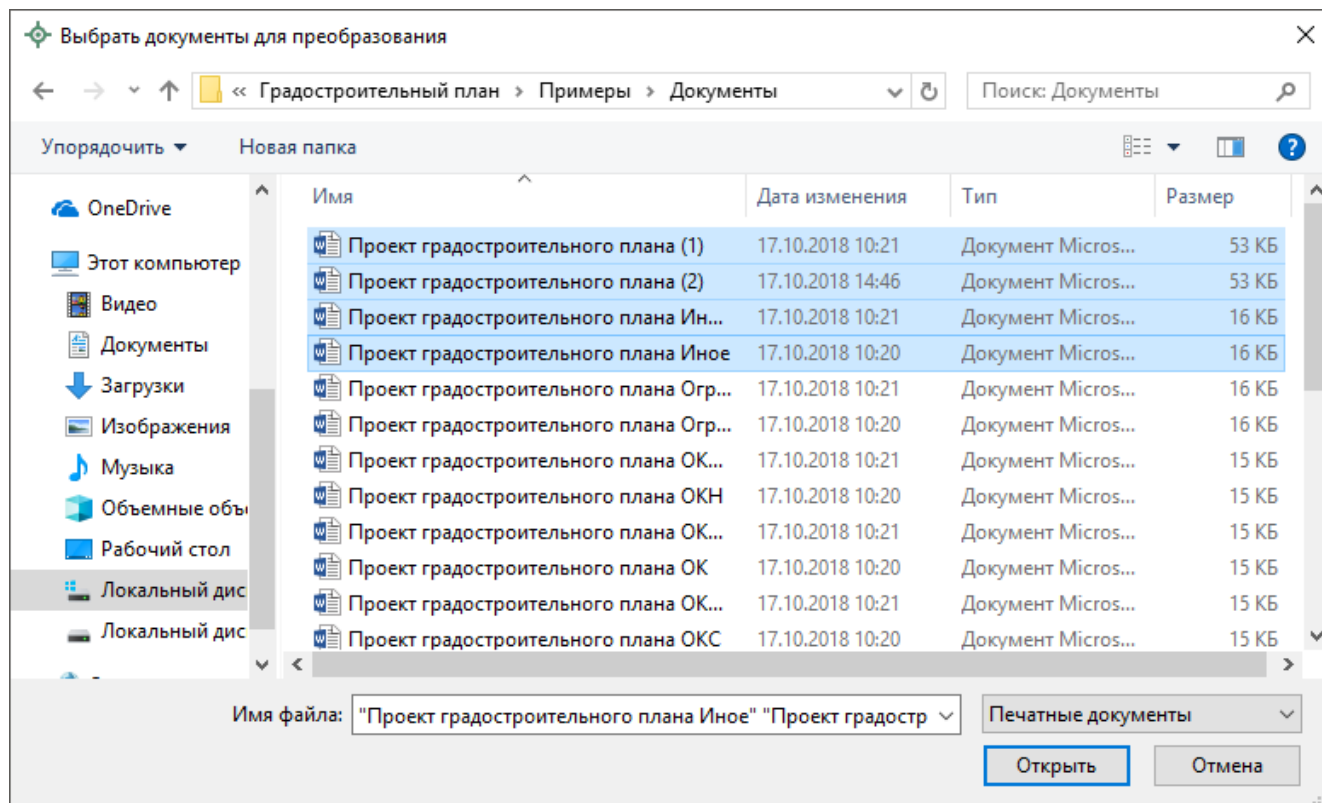 Выбрать документы для преобразования
« Градостроительный план › Примеры › Документы
Поиск: Документы
Упорядочить Новая папка
OneDrive
Этот компьютер
Видео
Документы
Загрузки
Изображения
Музыка
Объемные объ
Рабочий стол
Локальный дис
Локальный дис
Имя Дата изменения Тип Размер
Проект градостроительного плана (1) 17.10.2018 10:21 Документ Micros... 53 КБ
Проект градостроительного плана (2) 17.10.2018 14:46 Документ Micros... 53 КБ
Проект градостроительного плана Ин... 17.10.2018 10:21 Документ Micros... 16 КБ
Проект градостроительного плана Иное 17.10.2018 10:20 Документ Micros... 16 КБ
Проект градостроительного плана Огр... 17.10.2018 10:21 Документ Micros... 16 КБ
Проект градостроительного плана Огр... 17.10.2018 10:20 Документ Micros... 16 КБ
Проект градостроительного плана ОК... 17.10.2018 10:21 Документ Micros... 15 КБ
Проект градостроительного плана ОКН 17.10.2018 10:20 Документ Micros... 15 КБ
Проект градостроительного плана ОК... 17.10.2018 10:21 Документ Micros... 15 КБ
Проект градостроительного плана ОК 17.10.2018 10:20 Документ Micros... 15 КБ
Проект градостроительного плана ОК... 17.10.2018 10:21 Документ Micros... 15 КБ
Проект градостроительного плана ОКС 17.10.2018 10:20 Документ Micros... 15 КБ
Имя файла: "Проект градостроительного плана Иное" "Проект градостр Печатные документы
Открыть Отмена